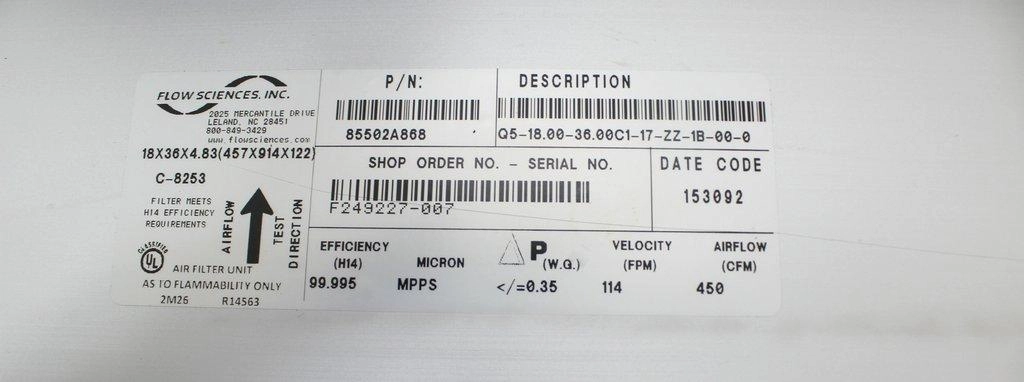 FLOW SCIENCES, INC.
2025 MERCANTILE DRIVE
LELAND, NC 28451
800-849-3429
www.flowsciences.com
18X36X4.83(457X914X122)
C-8253
FILTER MEETS
H14 EFFICIENCY
REQUIREMENTS
AIRFLOW
TEST
DIRECTION
CLASSIFIED
UL
AIR FILTER UNIT
AS TO FLAMMABILITY ONLY
2M26 R14563
P/N:
85502A868
DESCRIPTION
Q5-18.00-36.00C1-17-ZZ-1B-00-0
SHOP ORDER NO. - SERIAL NO.
F249227-007
DATE CODE
153092
EFFICIENCY
(H14)
99.995
MICRON
MPPS
△P (W.G.)
</=0.35
VELOCITY
(FPM)
114
AIRFLOW
(CFM)
450